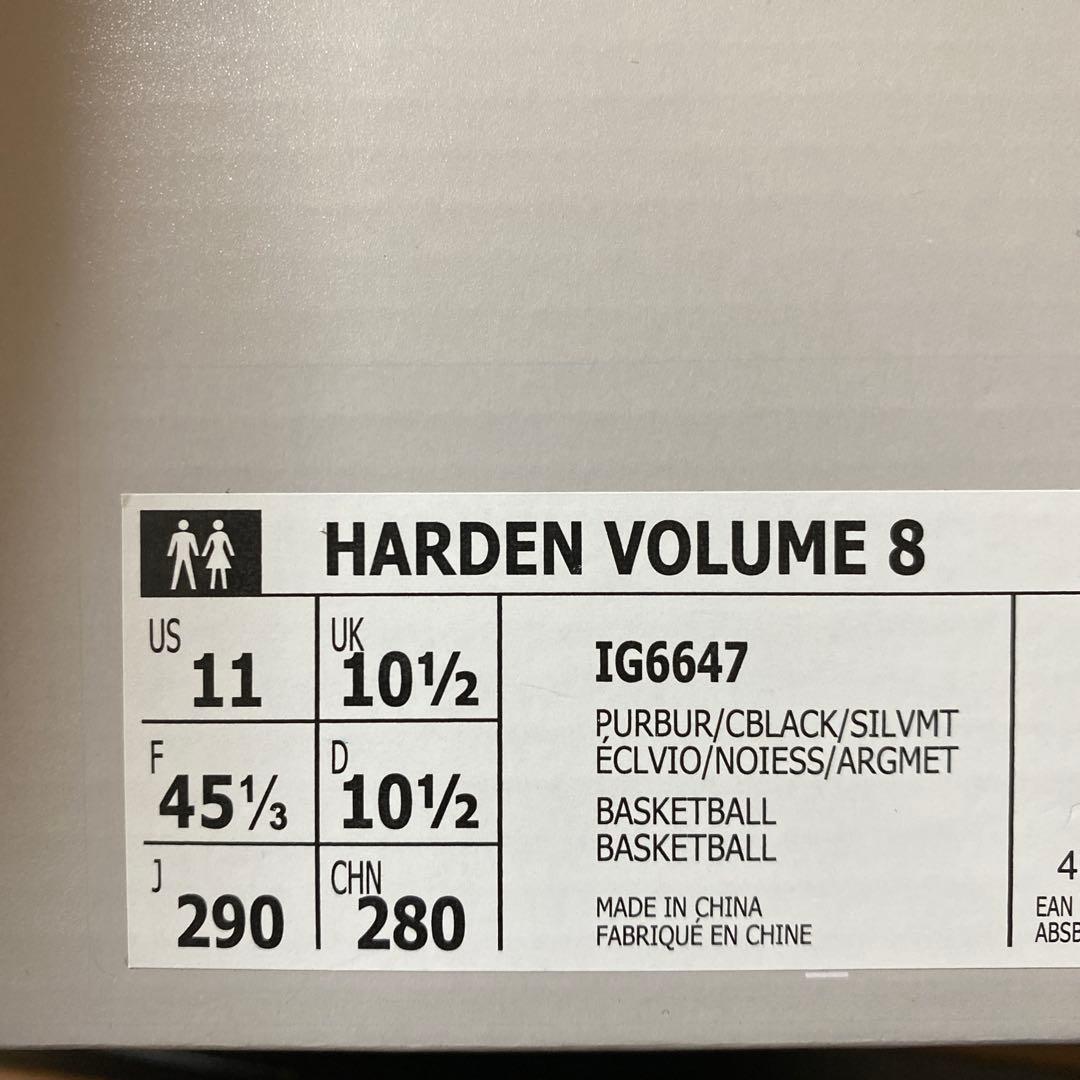 HARDEN VOLUME 8
US 11
UK 10½
F 45⅓
D 10½
J 290
CHN 280
IG6647
PURBUR/CBLACK/SILVMT
ÉCLVIO/NOIESS/ARGMET
BASKETBALL
BASKETBALL
MADE IN CHINA
FABRIQUÉ EN CHINE
4
EAN
ABSB